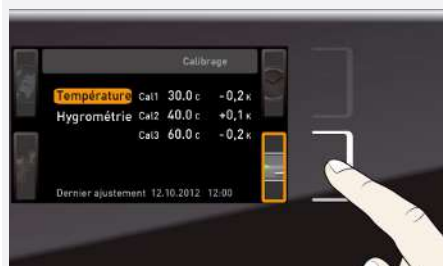 Calibrage
Température Cal1 30.0 c -0,2 K
Hygrométrie Cal2 40.0 c +0,1 K
Cal3 60.0 c -0,2 K
Dernier ajustement 12.10.2012 12:00